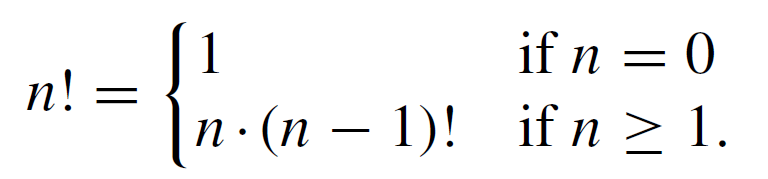 n! = { 1 if n = 0
n · (n − 1)! if n ≥ 1.